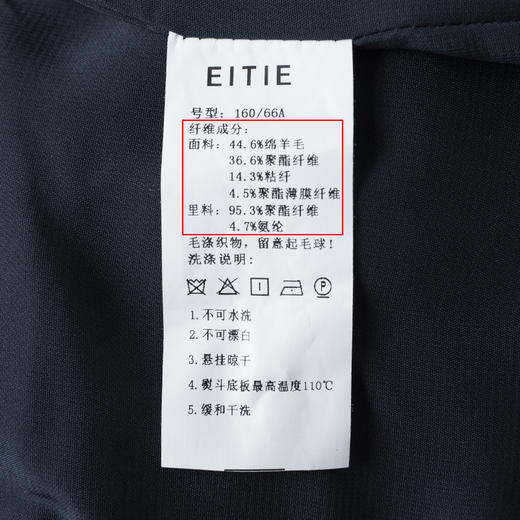 EITIE
号型: 160/66A
纤维成分:
面料: 44.6%绵羊毛
36.6%聚酯纤维
14.3%粘纤
4.5%聚酯薄膜纤维
里料: 95.3%聚酯纤维
4.7%氨纶
毛涤织物, 留意起毛球!
洗涤说明:
P
1.不可水洗
2.不可漂白
3.悬挂晾干
4.熨斗底板最高温度110℃
5.缓和干洗